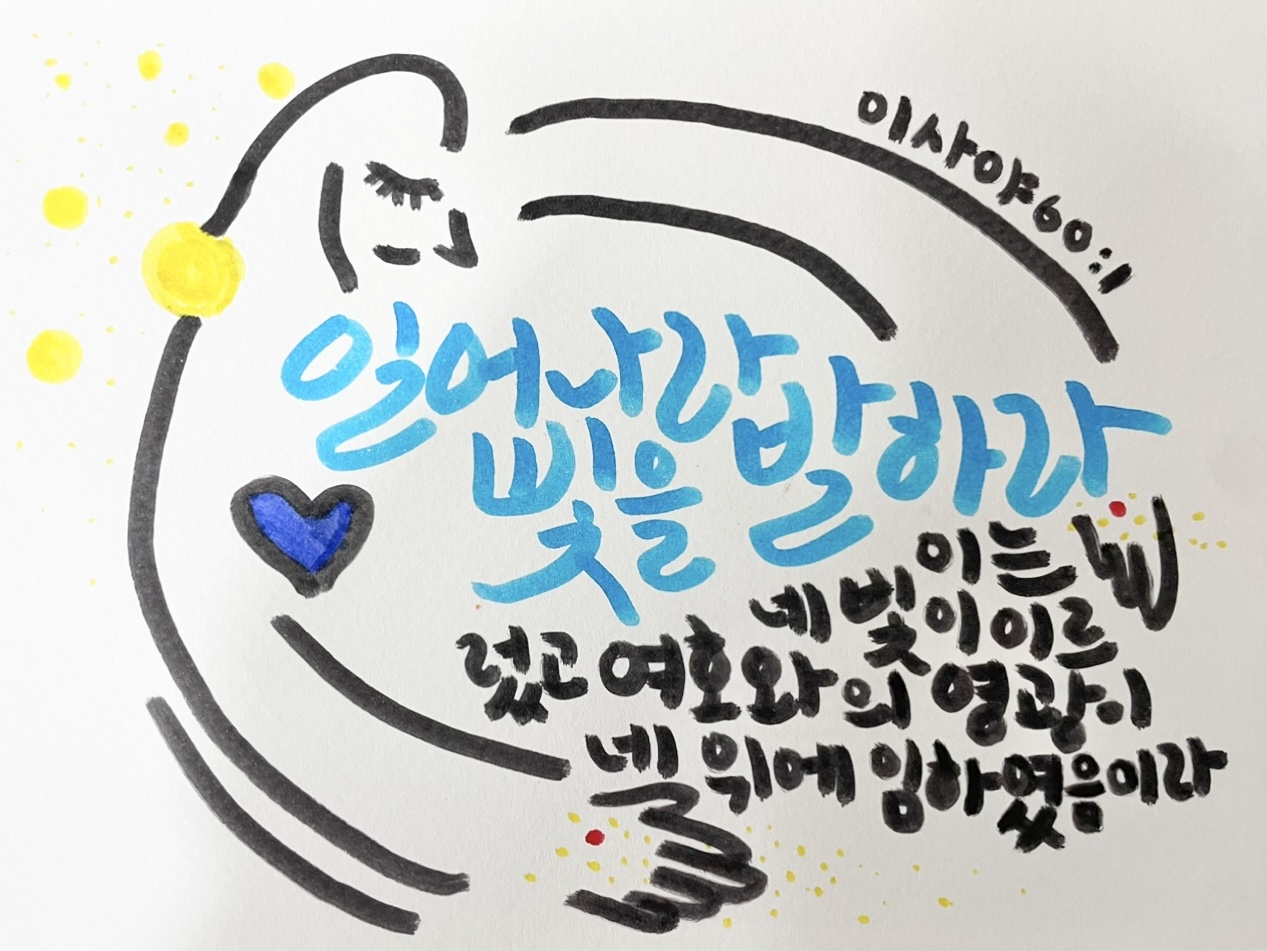 이사야60:1
일어나라
빛을 발하라
이는
네 빛이 이르
렀고 여호와의 영광이
네 위에 임하였음이라